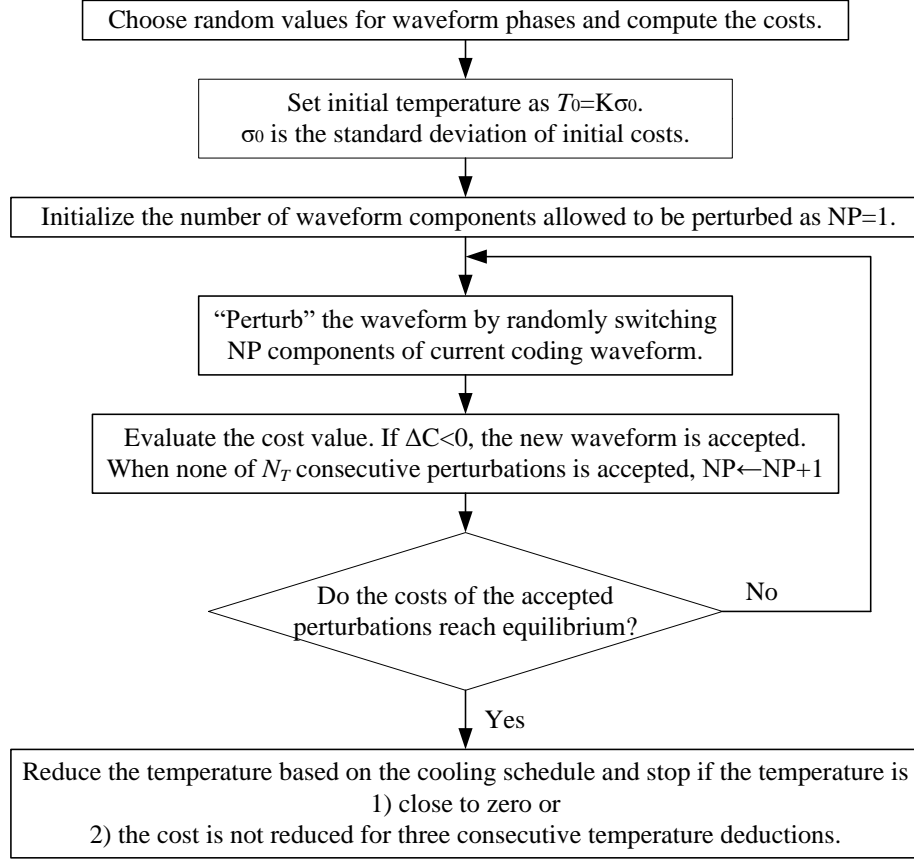 Choose random values for waveform phases and compute the costs.
Set initial temperature as T0=Kσ0.
σ0 is the standard deviation of initial costs.
Initialize the number of waveform components allowed to be perturbed as NP=1.
“Perturb” the waveform by randomly switching
NP components of current coding waveform.
Evaluate the cost value. If ΔC<0, the new waveform is accepted.
When none of NT consecutive perturbations is accepted, NP←NP+1
Do the costs of the accepted
perturbations reach equilibrium?
No
Yes
Reduce the temperature based on the cooling schedule and stop if the temperature is
1) close to zero or
2) the cost is not reduced for three consecutive temperature deductions.